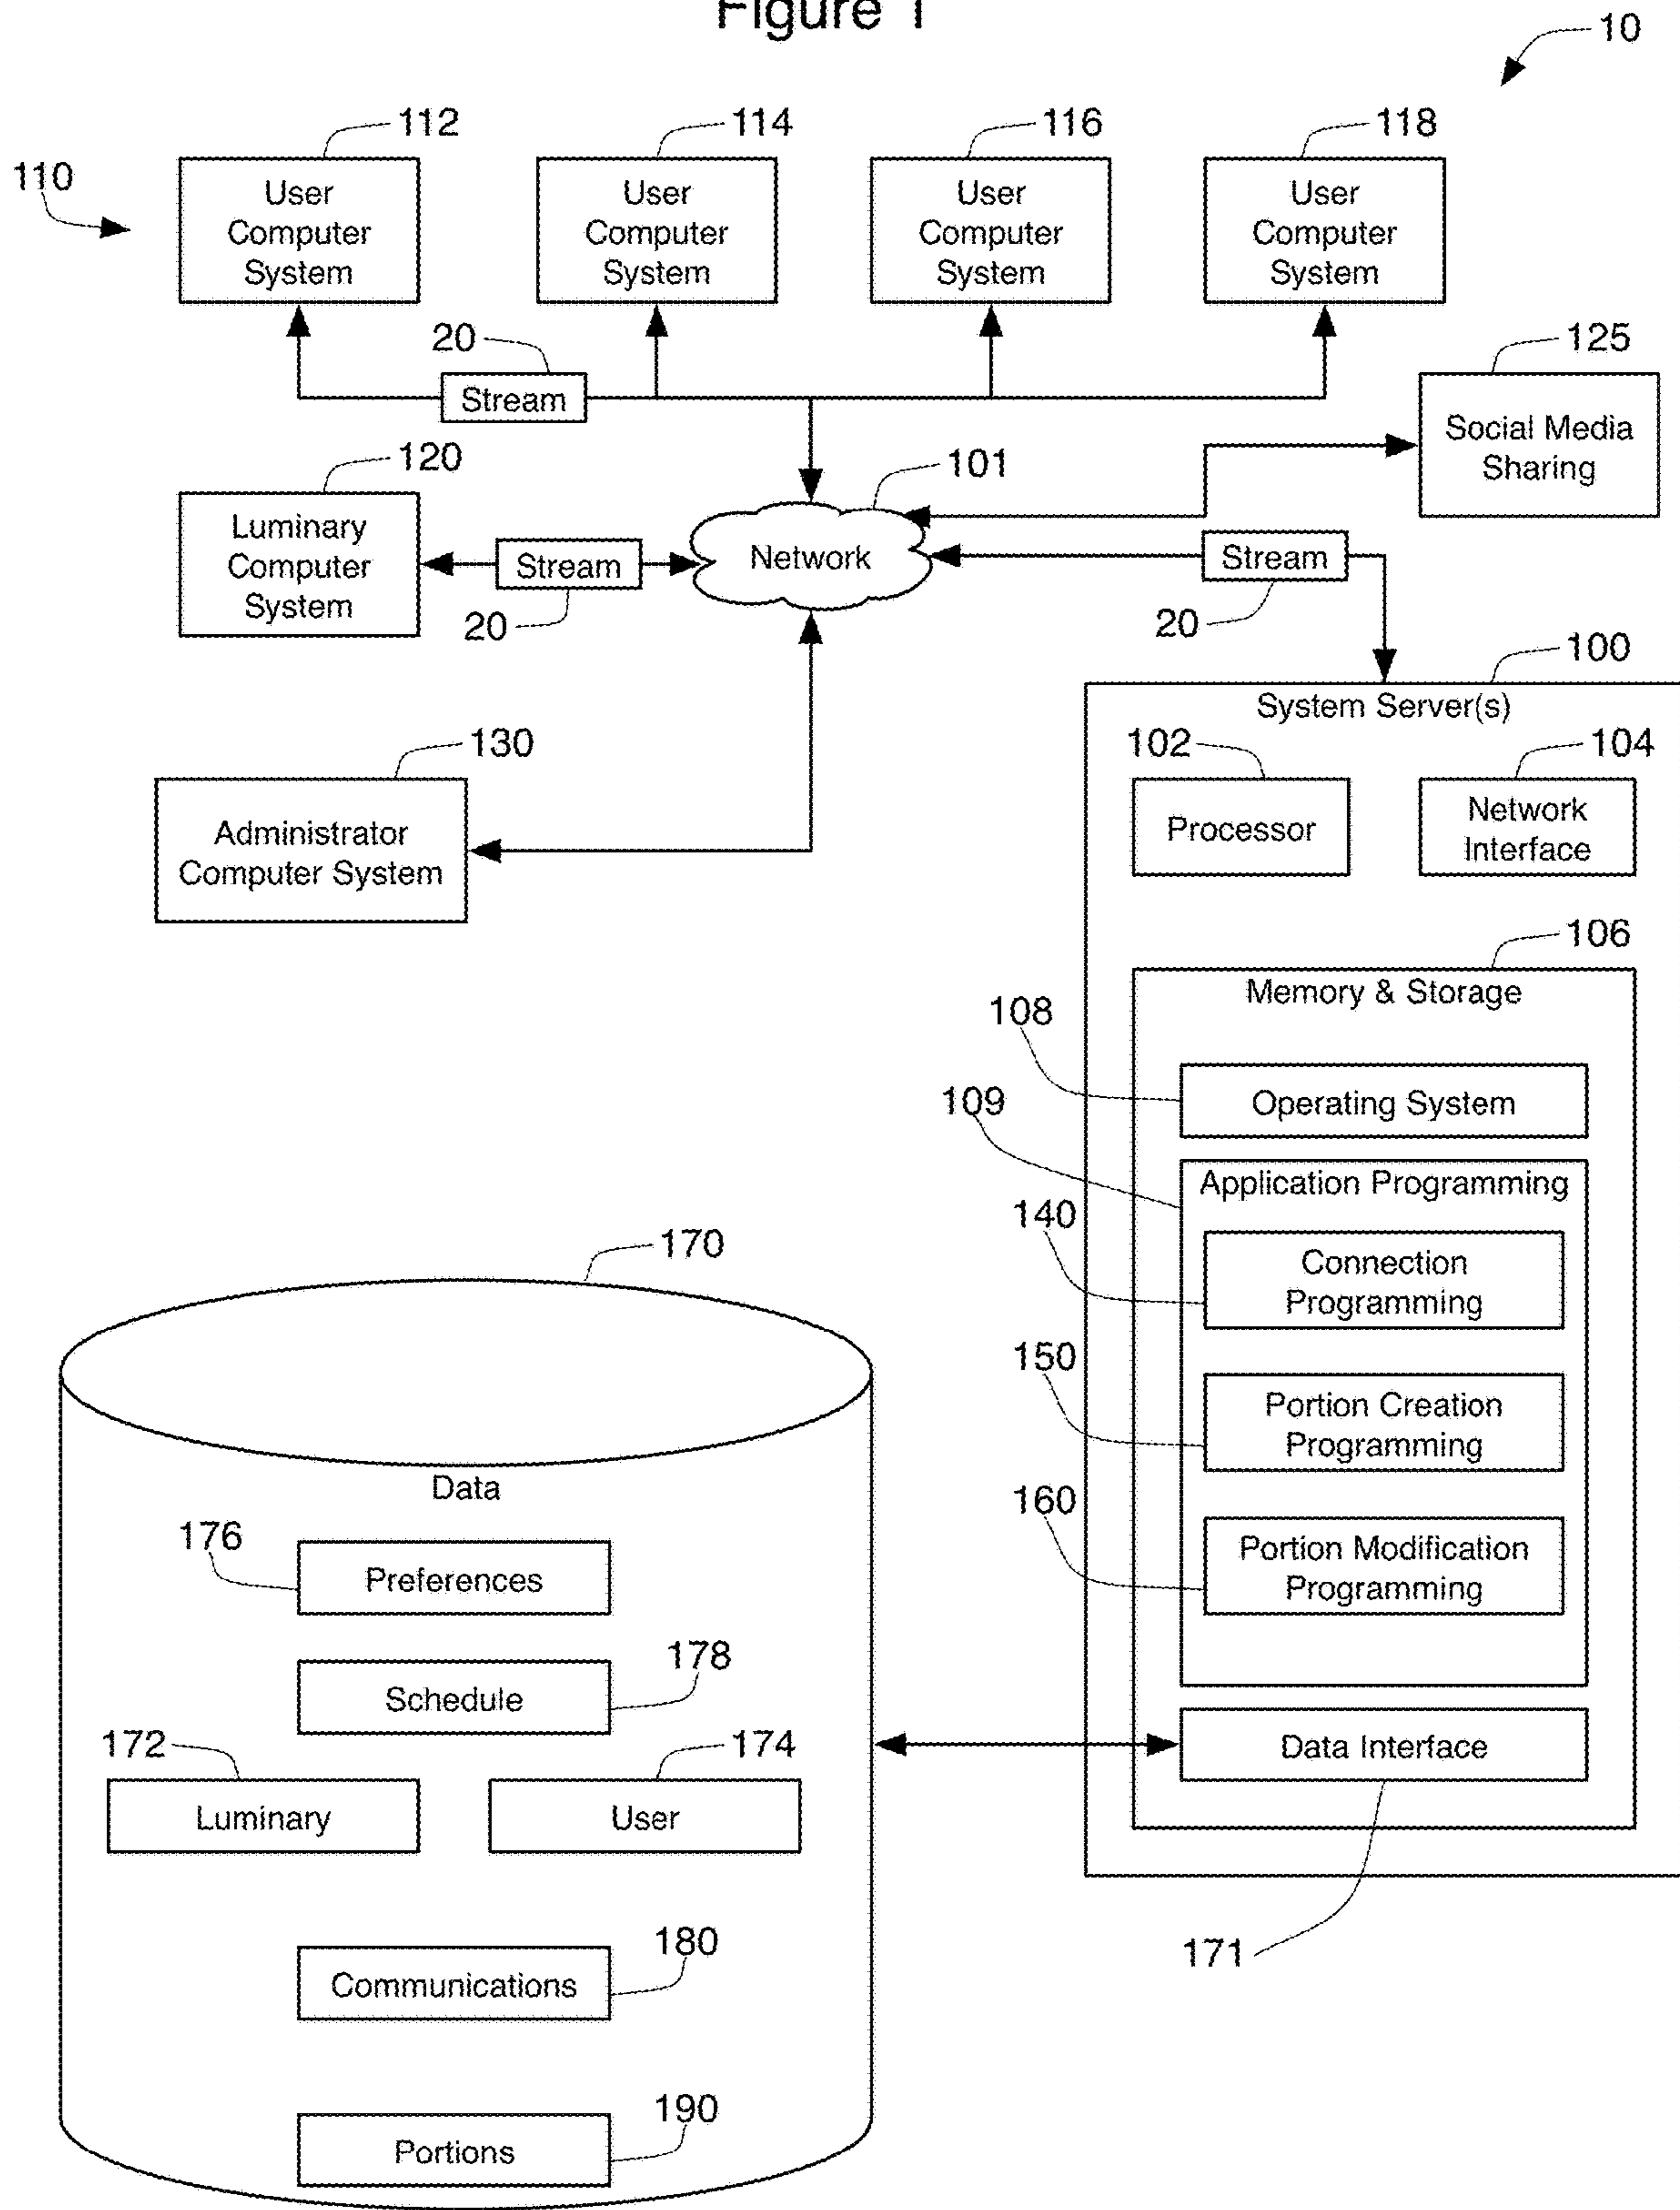 Figure 1
10
112
114
116
118
110
User
Computer
System
User
Computer
System
User
Computer
System
User
Computer
System
20
Stream
125
Social Media
Sharing
120
Luminary
Computer
System
Stream
20
101
Network
Stream
20
100
System Server(s)
130
Administrator
Computer System
102
Processor
104
Network
Interface
106
Memory & Storage
108
Operating System
109
Application Programming
140
Connection
Programming
150
Portion Creation
Programming
160
Portion Modification
Programming
Data Interface
171
170
Data
176
Preferences
178
Schedule
172
Luminary
174
User
180
Communications
190
Portions